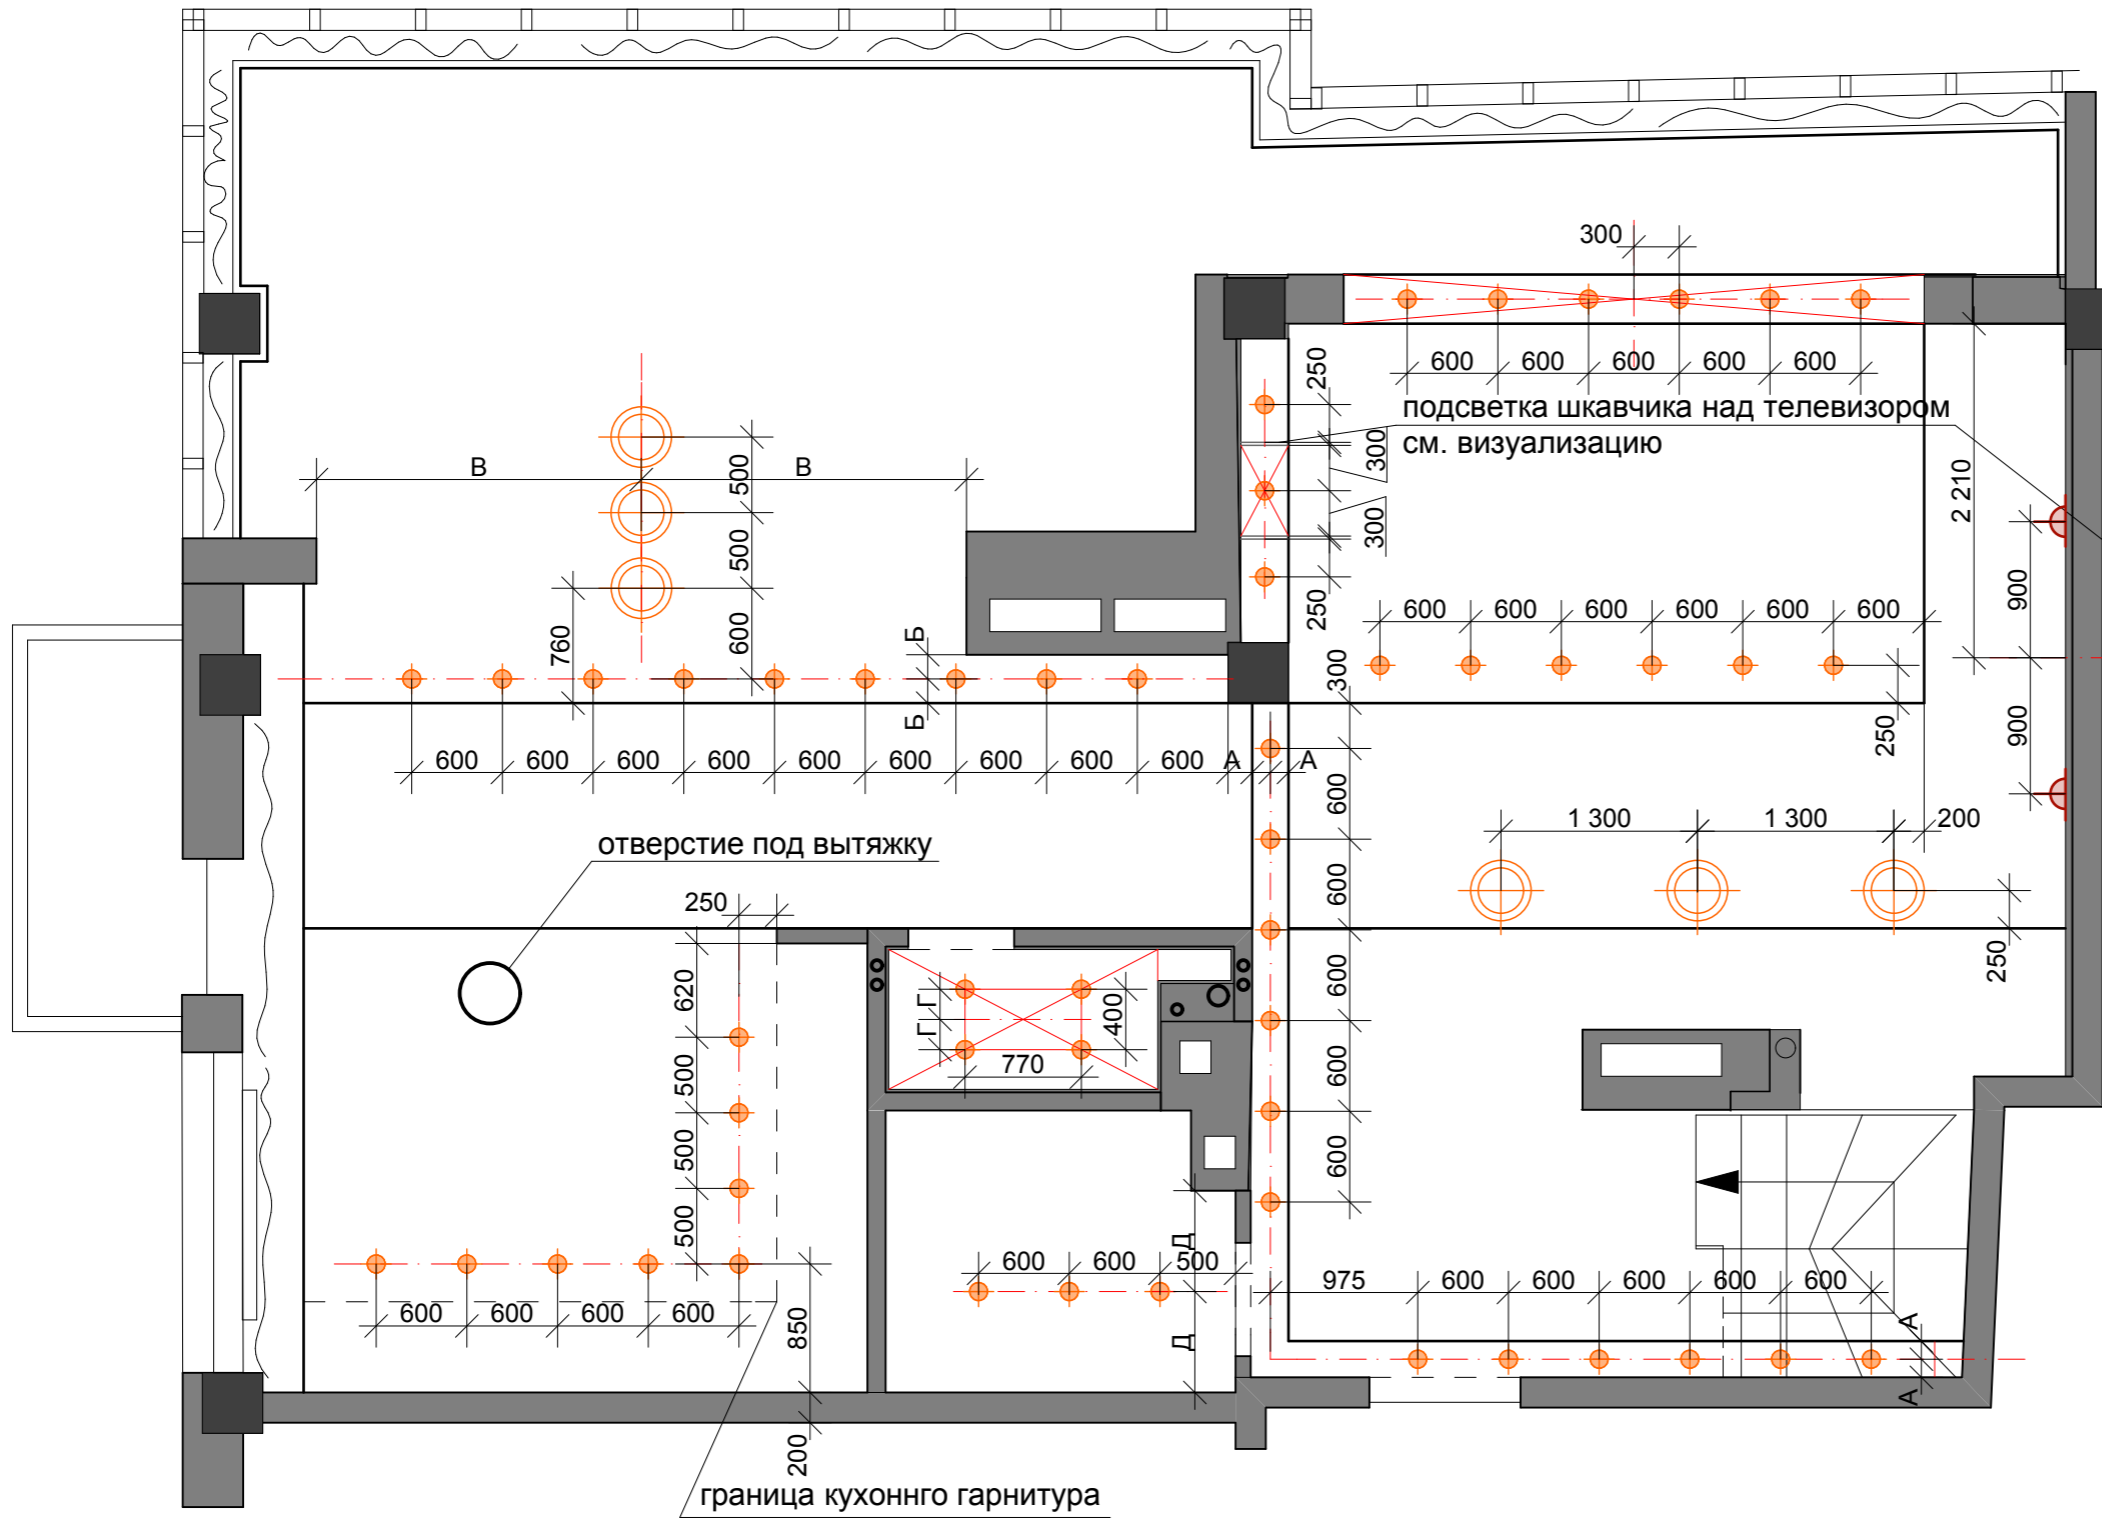 300
600 600 600 600 600
250
подсветка шкавчика над телевизором
см. визуализацию
300
300
250
2 210
900
900
В В
500
500
600
760
Б
Б
600 600 600 600 600 600
300
250
600 600 600 600 600 600 600 600 600 А А
600
600
600
600
600
1 300 1 300 200
250
отверстие под вытяжку
250
620
500
500
500
Г
Г
400
770
600 600 600 600
850
200
600 600 500
Д
Д
975 600 600 600 600 600
А
А
граница кухоннго гарнитура